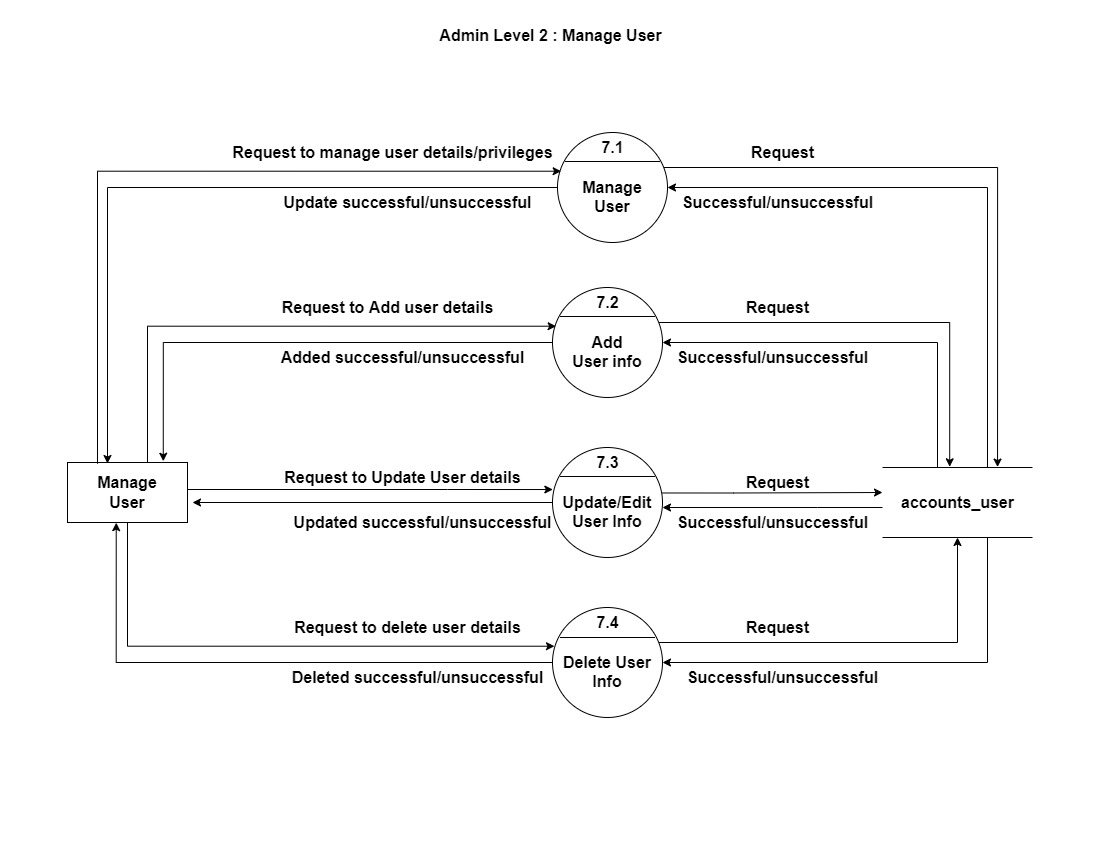 Admin Level 2 : Manage User
7.1
Request to manage user details/privileges
Request
Manage
User
Update successful/unsuccessful
Successful/unsuccessful
7.2
Request to Add user details
Request
Add
User info
Added successful/unsuccessful
Successful/unsuccessful
7.3
Request to Update User details
Request
Manage
User
Update/Edit
User Info
accounts_user
Updated successful/unsuccessful
Successful/unsuccessful
7.4
Request to delete user details
Request
Delete User
Info
Deleted successful/unsuccessful
Successful/unsuccessful